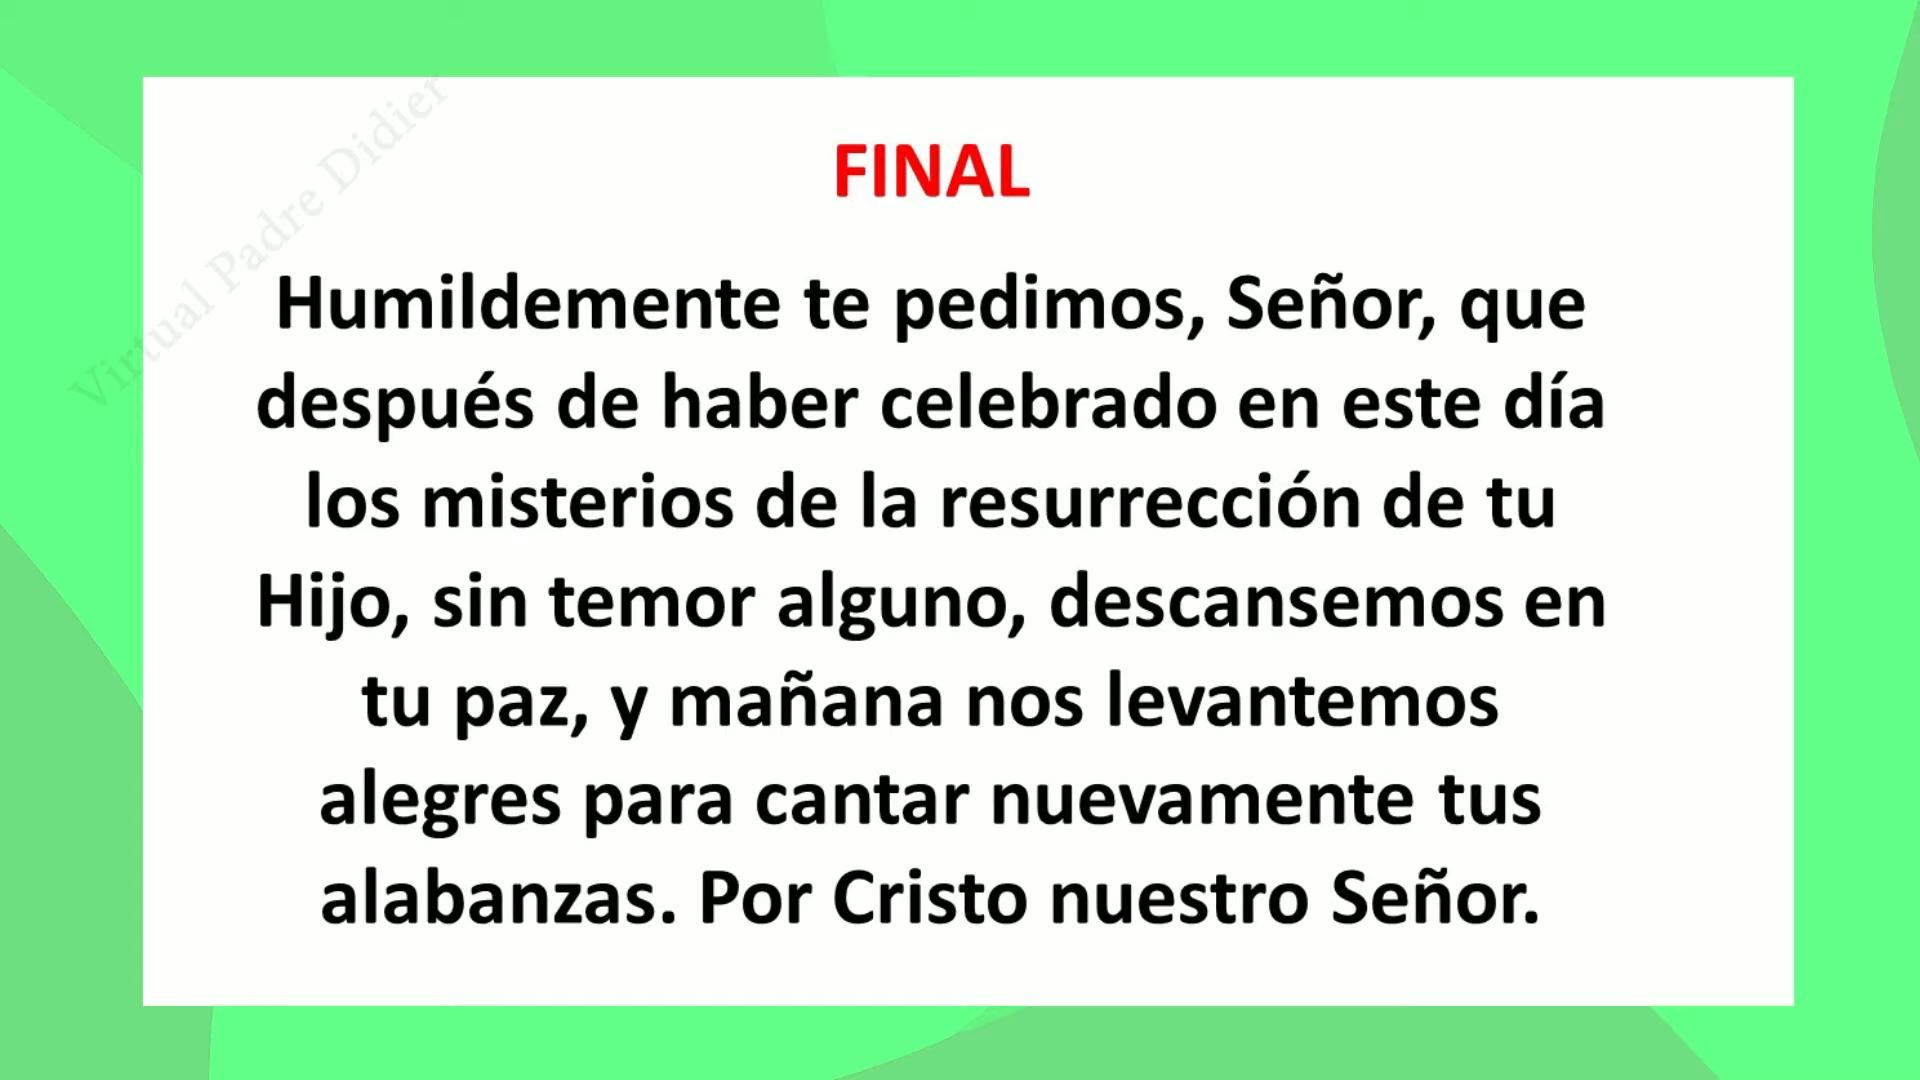 Virtual Padre Didier
FINAL
Humildemente te pedimos, Señor, que
después de haber celebrado en este día
los misterios de la resurrección de tu
Hijo, sin temor alguno, descansemos en
tu paz, y mañana nos levantemos
alegres para cantar nuevamente tus
alabanzas. Por Cristo nuestro Señor.